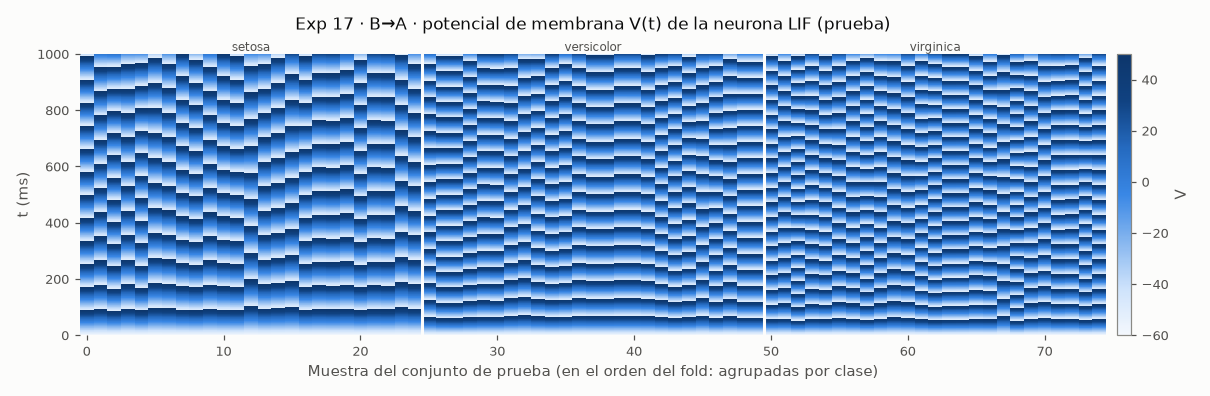 Exp 17 · B→A · potencial de membrana V(t) de la neurona LIF (prueba)
setosa versicolor virginica
1000
800
600
400
200
0
t (ms)
0 10 20 30 40 50 60 70
Muestra del conjunto de prueba (en el orden del fold: agrupadas por clase)
40
20
0
−20
−40
−60
V